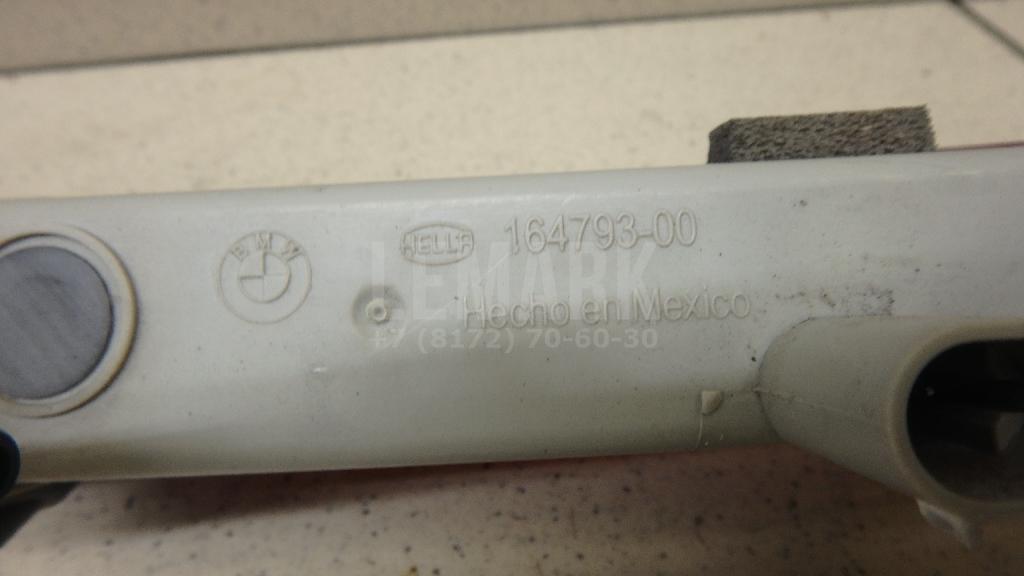 BMW
HELLA 164793-00
LEMARK
Hecho en Mexico
+7 (8172) 70-60-30